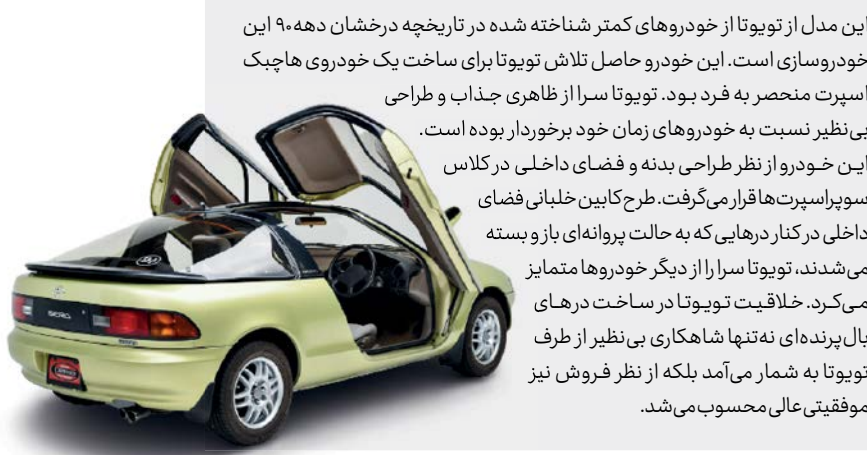 این مدل از تویوتا از خودروهای کمتر شناخته شده در تاریخچه درخشان دهه ۹۰ این
خودروسازی است. این خودرو حاصل تلاش تویوتا برای ساخت یک خودروی هاچبک
اسپرت منحصر به فرد بود. تویوتا سرا از ظاهری جذاب و طراحی
بی‌نظیر نسبت به خودروهای زمان خود برخوردار بوده است.
این خودرو از نظر طراحی بدنه و فضای داخلی در کلاس
سوپراسپرت‌ها قرار می‌گرفت. طرح کابین خلبانی فضای
داخلی در کنار درهایی که به حالت پروانه‌ای باز و بسته
می‌شدند، تویوتا سرا را از دیگر خودروها متمایز
می‌کرد. خلاقیت تویوتا در ساخت درهای
بال پرنده‌ای نه‌تنها شاهکاری بی‌نظیر از طرف
تویوتا به شمار می‌آمد بلکه از نظر فروش نیز
موفقیتی عالی محسوب می‌شد.
SERA